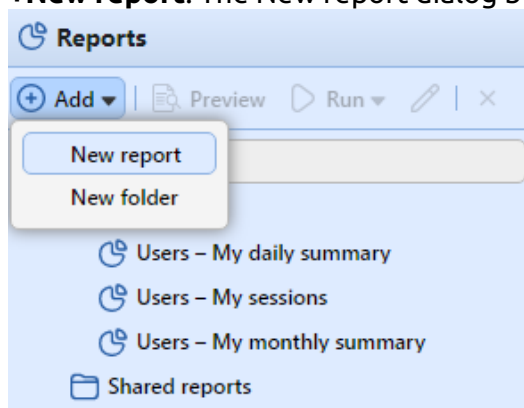 New report. The New report dialog
Reports
Add Preview Run
New report
New folder
Users – My daily summary
Users – My sessions
Users – My monthly summary
Shared reports